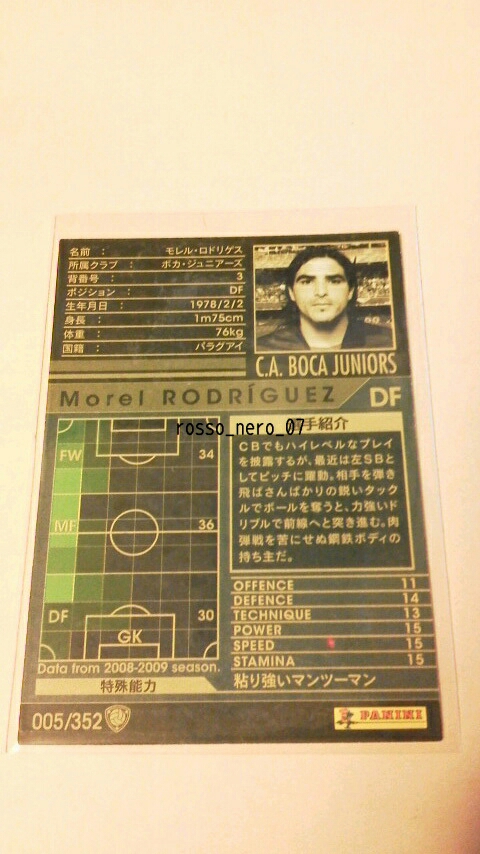 名前 : モレル・ロドリゲス
所属クラブ : ボカ・ジュニアーズ
背番号 : 3
ポジション : DF
生年月日 : 1978/2/2
身長 : 1m75cm
体重 : 76kg
国籍 : パラグアイ
C.A. BOCA JUNIORS
Morel RODRÍGUEZ DF
rosso_nero_07
手紹介
FW 34
MF 36
DF 30
GK
Data from 2008-2009 season.
CBでもハイレベルなプレイ
を披露するが、最近は左SBと
してピッチに躍動。相手を弾き
飛ばさんばかりの鋭いタック
ルでボールを奪うと、力強いド
リブルで前線へと突き進む。肉
弾戦を苦にせぬ鋼鉄ボディの
持ち主だ。
OFFENCE 11
DEFENCE 14
TECHNIQUE 13
POWER 15
SPEED 15
STAMINA 15
特殊能力 粘り強いマンツーマン
005/352
PANINI